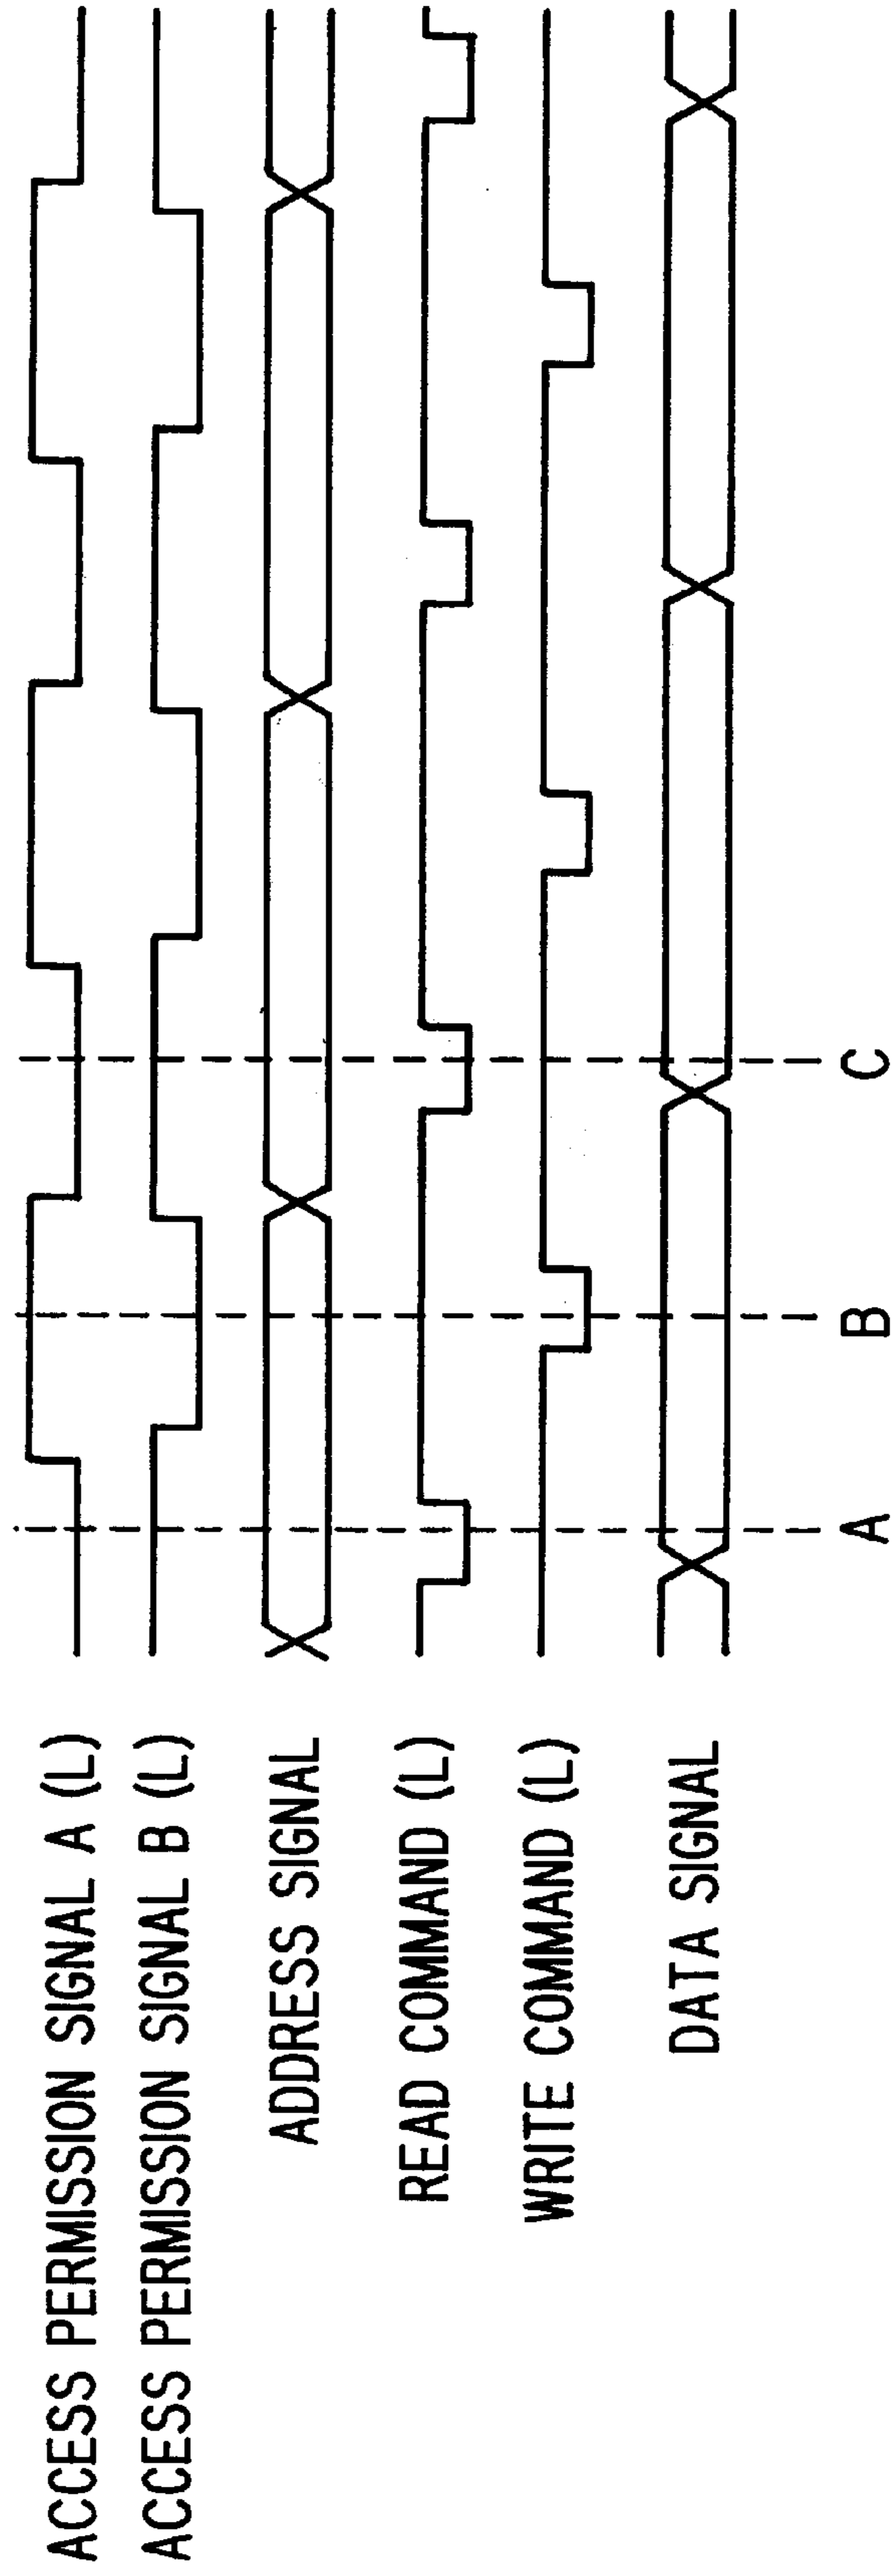 ACCESS PERMISSION SIGNAL A (L)
ACCESS PERMISSION SIGNAL B (L)
ADDRESS SIGNAL
READ COMMAND (L)
WRITE COMMAND (L)
DATA SIGNAL
A B C